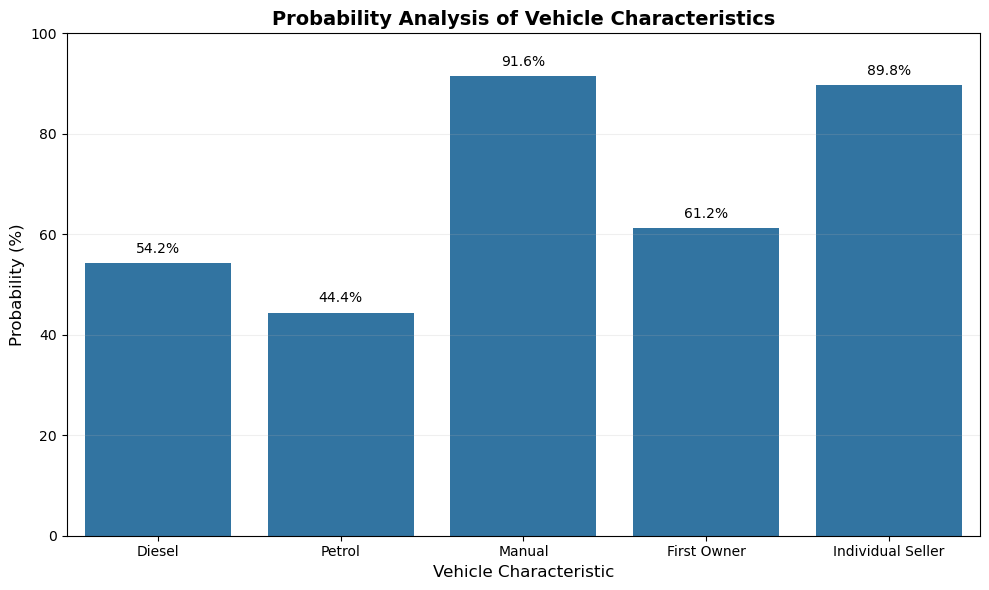 Probability Analysis of Vehicle Characteristics
Probability (%)
100
80
60
40
20
0
54.2%
44.4%
91.6%
61.2%
89.8%
Diesel
Petrol
Manual
First Owner
Individual Seller
Vehicle Characteristic